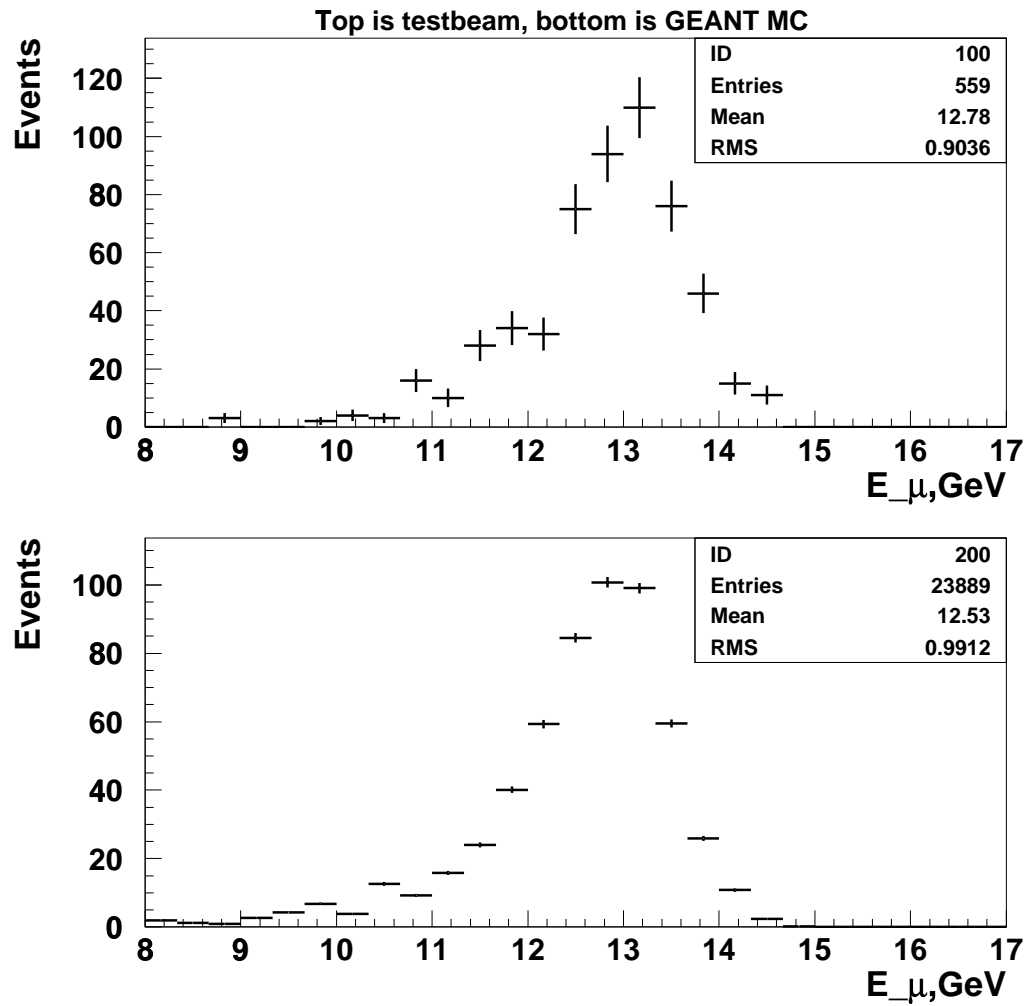 Top is testbeam, bottom is GEANT MC
Events
ID 100
Entries 559
Mean 12.78
RMS 0.9036
120
100
80
60
40
20
0
8 9 10 11 12 13 14 15 16 17
E_μ,GeV
Events
ID 200
Entries 23889
Mean 12.53
RMS 0.9912
100
80
60
40
20
0
8 9 10 11 12 13 14 15 16 17
E_μ,GeV